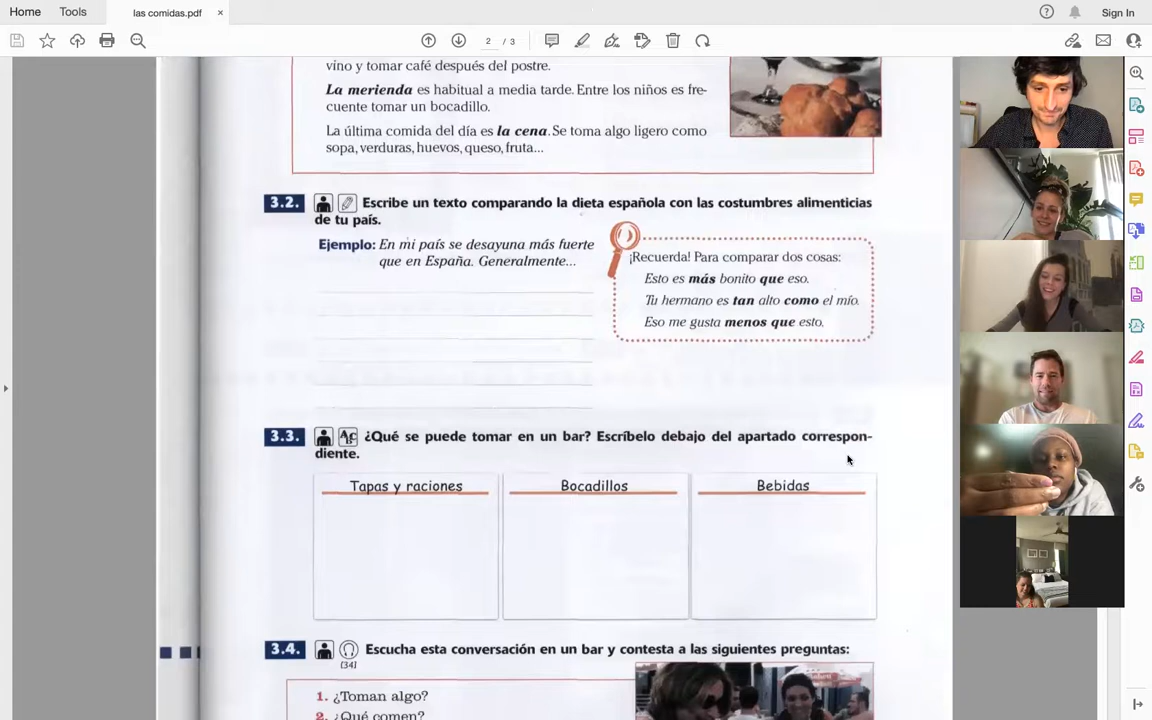 Home
Tools
las comidas.pdf
×
Sign In
2 / 3
vino y tomar café después del postre.
La merienda es habitual a media tarde. Entre los niños es fre-
cuente tomar un bocadillo.
La última comida del día es la cena. Se toma algo ligero como
sopa, verduras, huevos, queso, fruta...
3.2. Escribe un texto comparando la dieta española con las costumbres alimenticias
de tu país.
Ejemplo: En mi país se desayuna más fuerte
que en España. Generalmente...
¡Recuerda! Para comparar dos cosas:
Esto es más bonito que eso.
Tu hermano es tan alto como el mío.
Eso me gusta menos que esto.
3.3. ¿Qué se puede tomar en un bar? Escríbelo debajo del apartado correspon-
diente.
Tapas y raciones
Bocadillos
Bebidas
3.4. Escucha esta conversación en un bar y contesta a las siguientes preguntas:
[34]
1. ¿Toman algo?
2. ¿Qué comen?